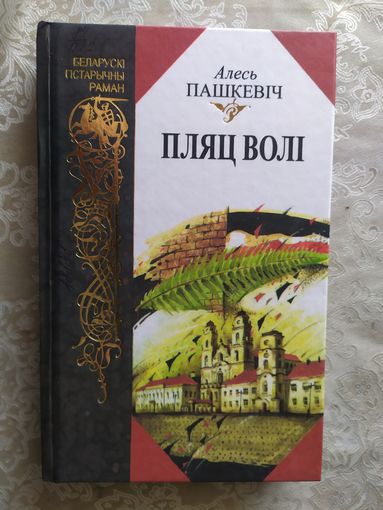 БЕЛАРУСКІ
ГІСТАРЫЧНЫ
РАМАН
Алесь
ПАШКЕВІЧ
ПЛЯЦ ВОЛІ